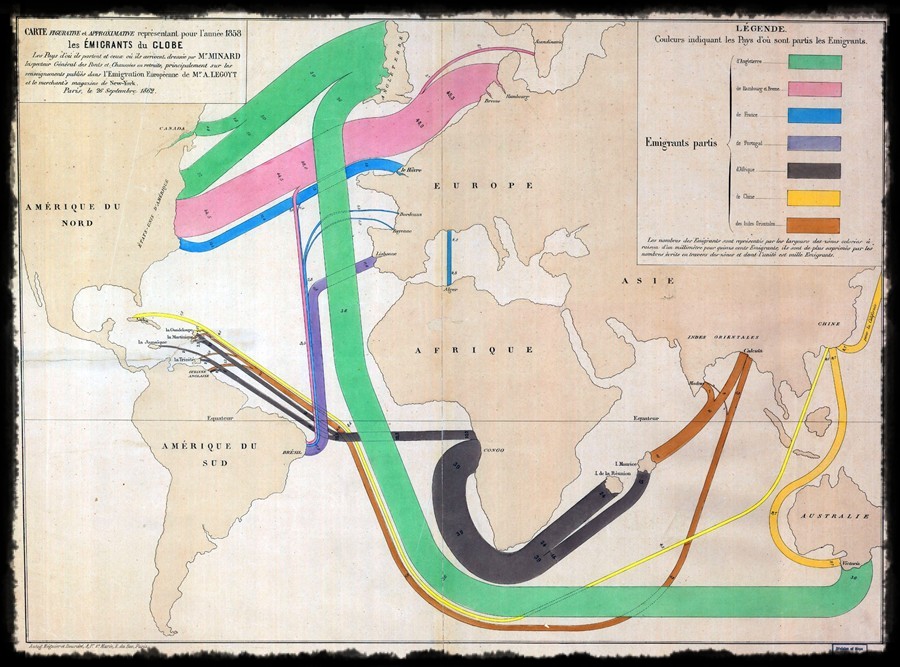 CARTE FIGURATIVE et APPROXIMATIVE représentant pour l'année 1858
les ÉMIGRANTS du GLOBE
Les Pays d'où ils partent et ceux où ils arrivent, dressée par Mr MINARD
Inspecteur Général des Ponts et Chaussées en retraite, principalement sur les
renseignements publiés dans l'Emigration Européenne de Mr A. LEGOYT
et le merchant's magazine de New-York.
Paris, le 26 Septembre, 1862.
LÉGENDE.
Couleurs indiquant les Pays d'où sont partis les Emigrants.
Emigrants partis
d'Angleterre
de Hambourg et Brême
de France
de Portugal
d'Afrique
de Chine
des Indes Orientales
Les nombres des Emigrants sont représentés par les largeurs des zônes colorées à
raison d'un millimètre pour quinze cents Emigrants; ils sont de plus exprimés par les
nombres écrits en travers des zônes et dont l'unité est mille Emigrants.
Scandinavie
Hambourg
Brême
CANADA
ÉTATS-UNIS D'AMÉRIQUE
AMÉRIQUE DU
NORD
le Hâvre
EUROPE
Bordeaux
Bayonne
Lisbonne
Alger
ASIE
CHINE
Cuba
la Guadeloupe
la Martinique
la Jamaïque
la Trinité
GUYANE
ANGLAISE
AFRIQUE
INDES ORIENTALES
Calcuta
Madras
Equateur
Equateur
AMÉRIQUE DU
SUD
BRÉSIL
CONGO
I. Maurice
I. de la Réunion
AUSTRALIE
Victoria